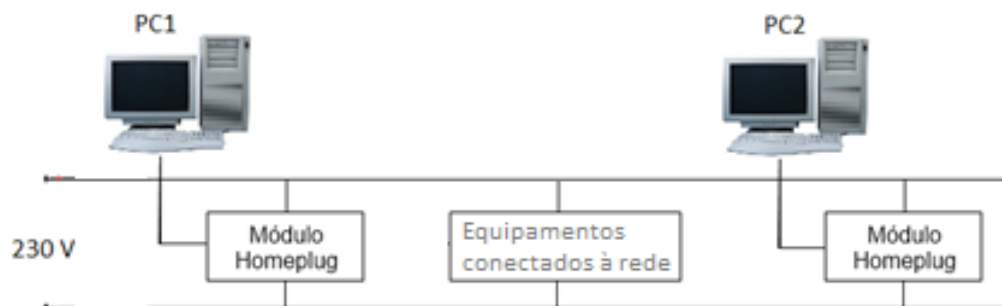 PC1
PC2
230 V
Módulo
Homeplug
Equipamentos
conectados à rede
Módulo
Homeplug